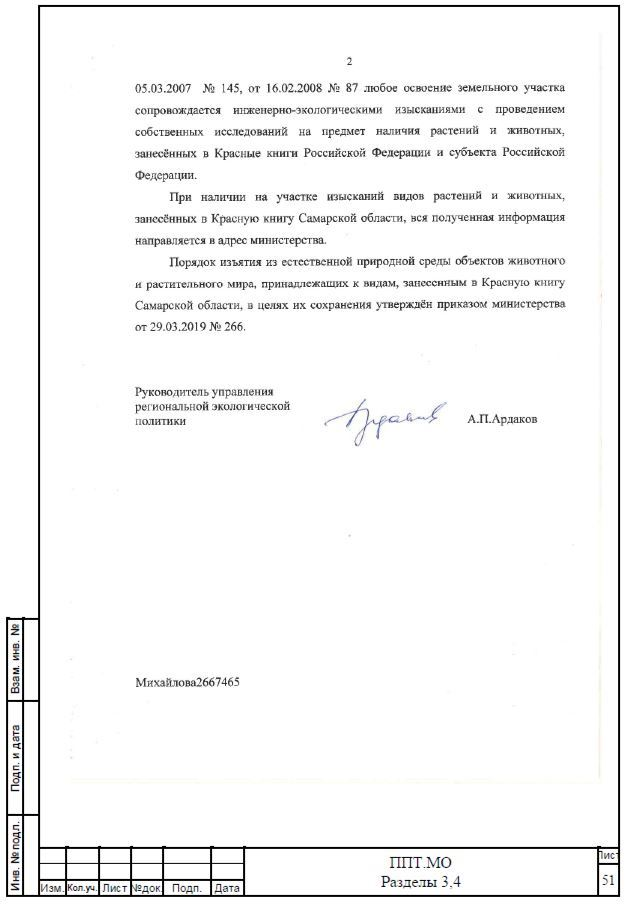 2
05.03.2007 № 145, от 16.02.2008 № 87 любое освоение земельного участка
сопровождается инженерно-экологическими изысканиями с проведением
собственных исследований на предмет наличия растений и животных,
занесённых в Красные книги Российской Федерации и субъекта Российской
Федерации.
При наличии на участке изысканий видов растений и животных,
занесённых в Красную книгу Самарской области, вся полученная информация
направляется в адрес министерства.
Порядок изъятия из естественной природной среды объектов животного
и растительного мира, принадлежащих к видам, занесенным в Красную книгу
Самарской области, в целях их сохранения утверждён приказом министерства
от 29.03.2019 № 266.
Руководитель управления
региональной экологической
политики
А.П.Ардаков
Михайлова2667465
Взам. инв. №
Подп. и дата
Инв. № подл.
Изм. Кол.уч. Лист №док. Подп. Дата
ППТ.МО
Разделы 3,4
Лист
51